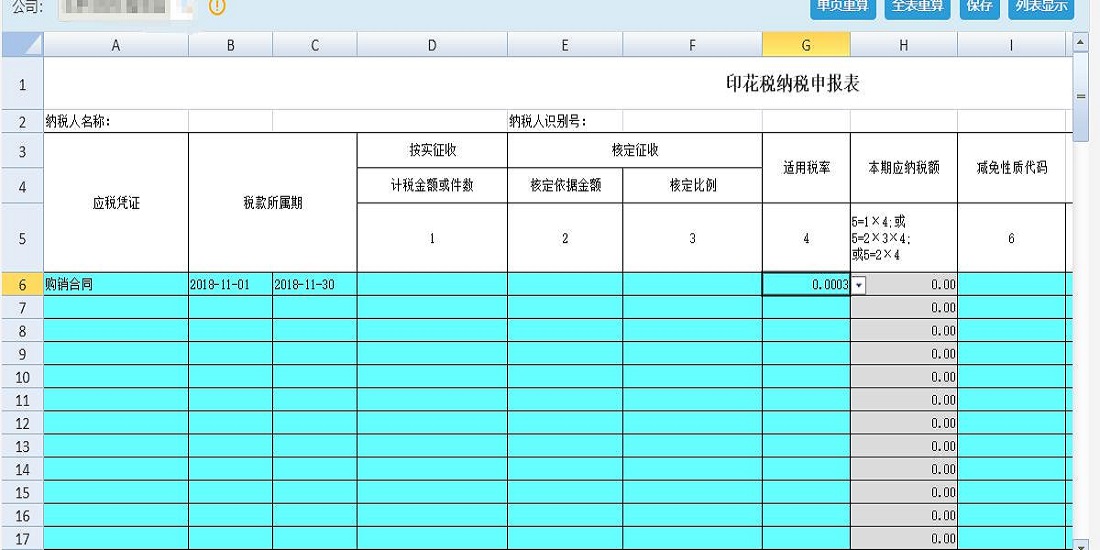 公司:
单页重算 全表重算 保存 列表显示
A B C D E F G H I
1 印花税纳税申报表
2 纳税人名称: 纳税人识别号:
3 应税凭证 税款所属期 按实征收 核定征收 适用税率 本期应纳税额 减免性质代码
4 计税金额或件数 核定依据金额 核定比例
5 1 2 3 4 5=1×4;或 6
5=2×3×4;
或5=2×4
6 购销合同 2018-11-01 2018-11-30 0.0003 0.00
7 0.00
8 0.00
9 0.00
10 0.00
11 0.00
12 0.00
13 0.00
14 0.00
15 0.00
16 0.00
17 0.00